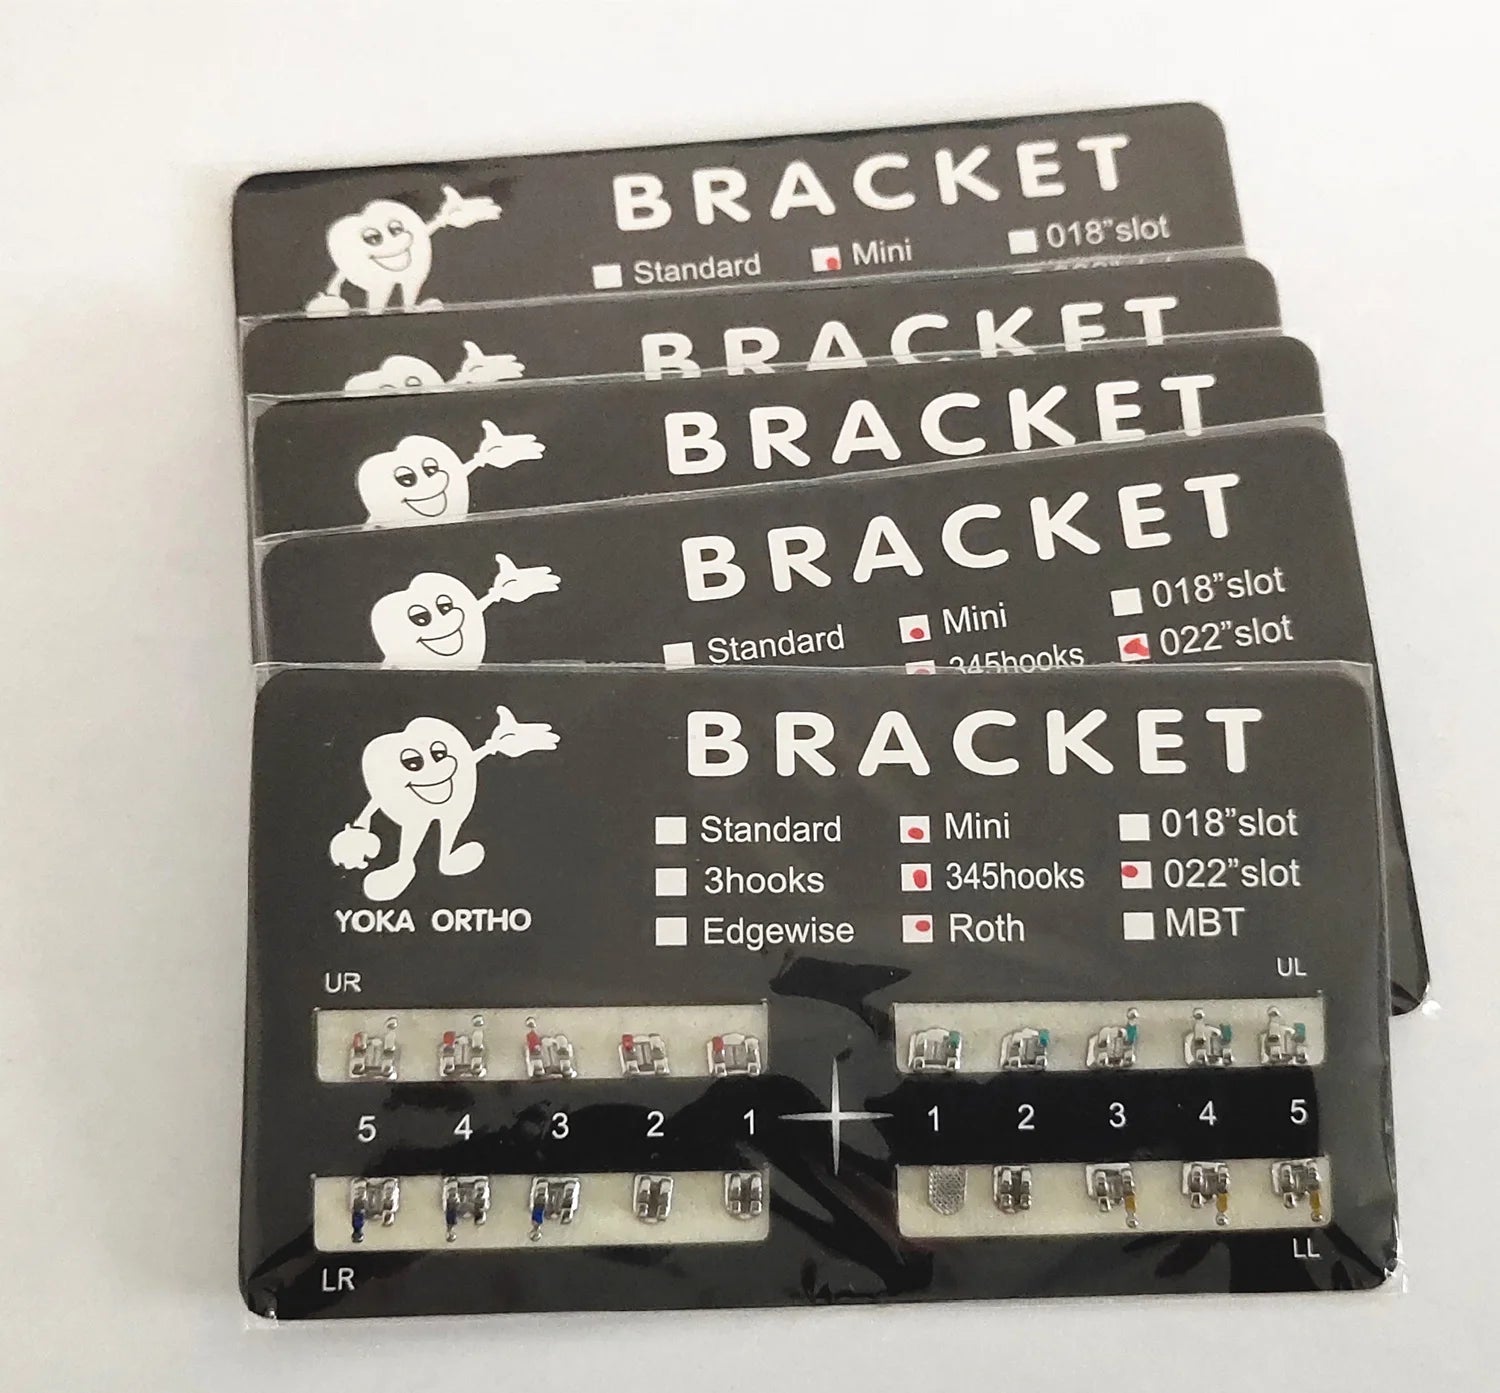 BRACKET
Standard Mini 018”slot
BRACKET
BRACKET
BRACKET
018”slot
Standard Mini 022”slot
345hooks
BRACKET
Standard Mini 018”slot
3hooks 345hooks 022”slot
YOKA ORTHO Edgewise Roth MBT
UR UL
5 4 3 2 1 1 2 3 4 5
LR LL